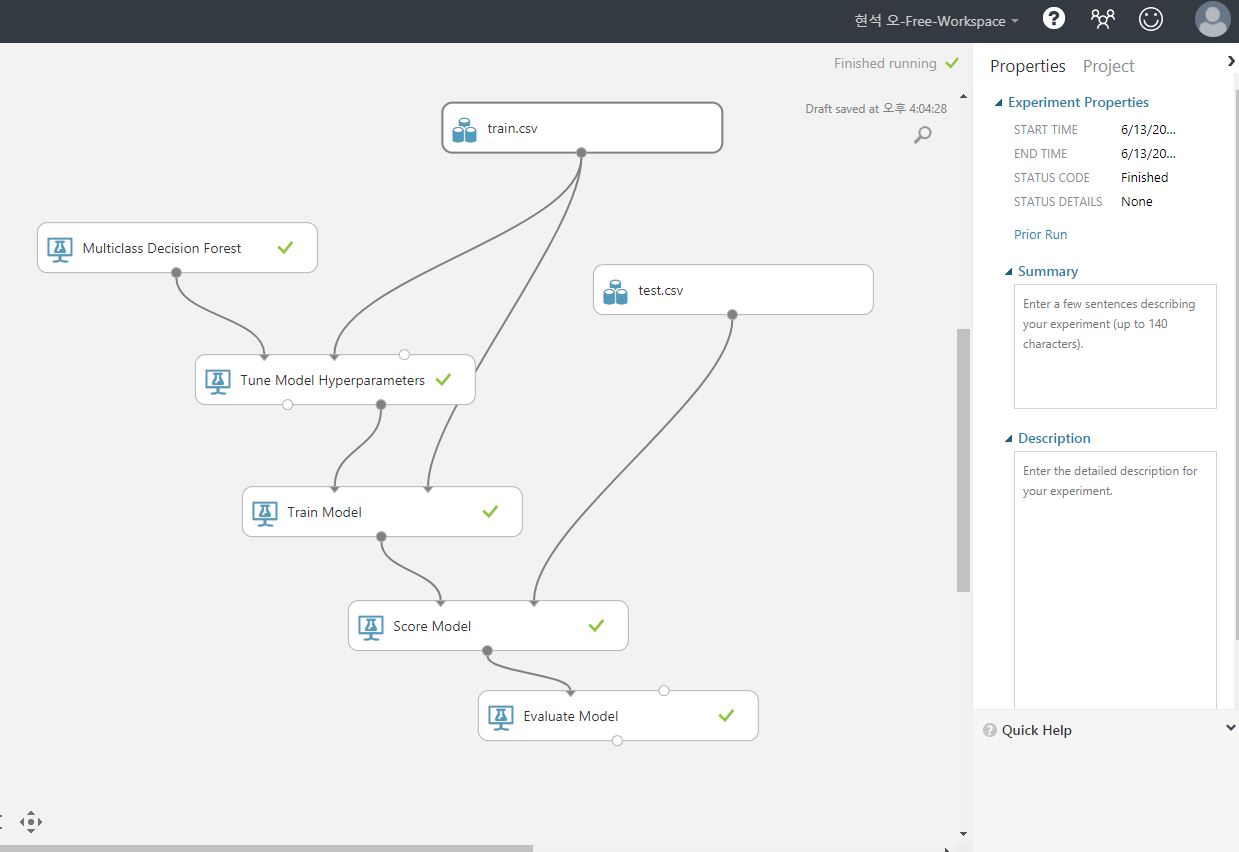 현석 오-Free-Workspace
Finished running
Draft saved at 오후 4:04:28
train.csv
Multiclass Decision Forest
test.csv
Tune Model Hyperparameters
Train Model
Score Model
Evaluate Model
Properties Project
Experiment Properties
START TIME 6/13/20...
END TIME 6/13/20...
STATUS CODE Finished
STATUS DETAILS None
Prior Run
Summary
Enter a few sentences describing
your experiment (up to 140
characters).
Description
Enter the detailed description for
your experiment.
Quick Help